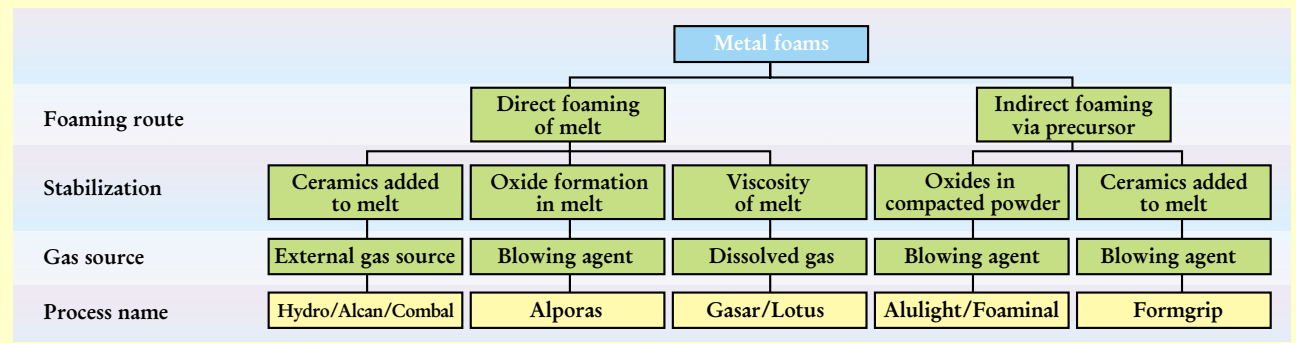 Metal foams
Foaming route
Direct foaming
of melt
Indirect foaming
via precursor
Stabilization
Ceramics added
to melt
Oxide formation
in melt
Viscosity
of melt
Oxides in
compacted powder
Ceramics added
to melt
Gas source
External gas source
Blowing agent
Dissolved gas
Blowing agent
Blowing agent
Process name
Hydro/Alcan/Combal
Alporas
Gasar/Lotus
Alulight/Foaminal
Formgrip